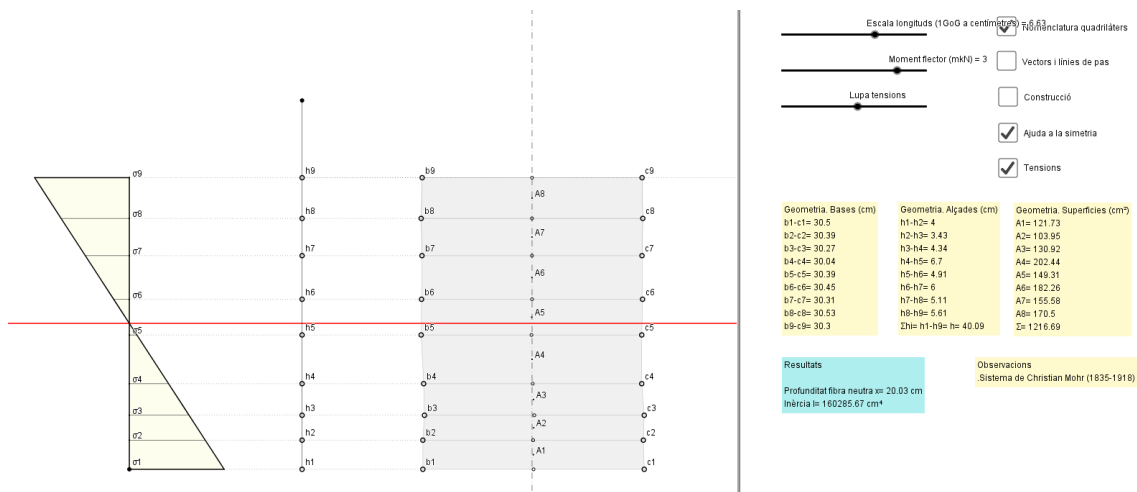 Escala longituds (1GoG a centímetres) = 6.63
Nomenclatura quadrilàters
Moment flector (mkN) = 3
Vectors i línies de pas
Lupa tensions
Construcció
Ajuda a la simetria
Tensions
σ9 h9 b9 c9
A8
σ8 h8 b8 c8
A7
σ7 h7 b7 c7
A6
σ6 h6 b6 c6
A5
σ5 h5 b5 c5
A4
σ4 h4 b4 c4
A3
σ3 h3 b3 c3
A2
σ2 h2 b2 c2
A1
σ1 h1 b1 c1
Geometria. Bases (cm)
b1-c1= 30.5
b2-c2= 30.39
b3-c3= 30.27
b4-c4= 30.04
b5-c5= 30.39
b6-c6= 30.45
b7-c7= 30.31
b8-c8= 30.53
b9-c9= 30.3
Geometria. Alçades (cm)
h1-h2= 4
h2-h3= 3.43
h3-h4= 4.34
h4-h5= 6.7
h5-h6= 4.91
h6-h7= 6
h7-h8= 5.11
h8-h9= 5.61
Σhi= h1-h9= h= 40.09
Geometria. Superfícies (cm²)
A1= 121.73
A2= 103.95
A3= 130.92
A4= 202.44
A5= 149.31
A6= 182.26
A7= 155.58
A8= 170.5
Σ= 1216.69
Resultats
Profunditat fibra neutra x= 20.03 cm
Inèrcia I= 160285.67 cm⁴
Observacions
.Sistema de Christian Mohr (1835-1918)